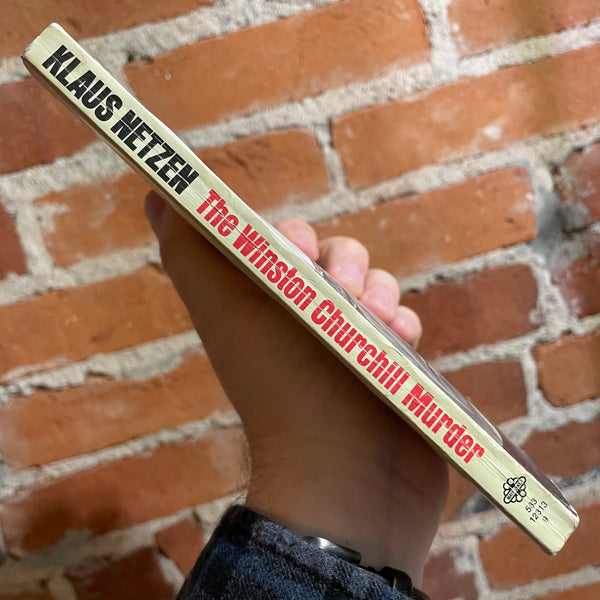 KLAUS NETZEN The Winston Churchill Murder
583
12313
9